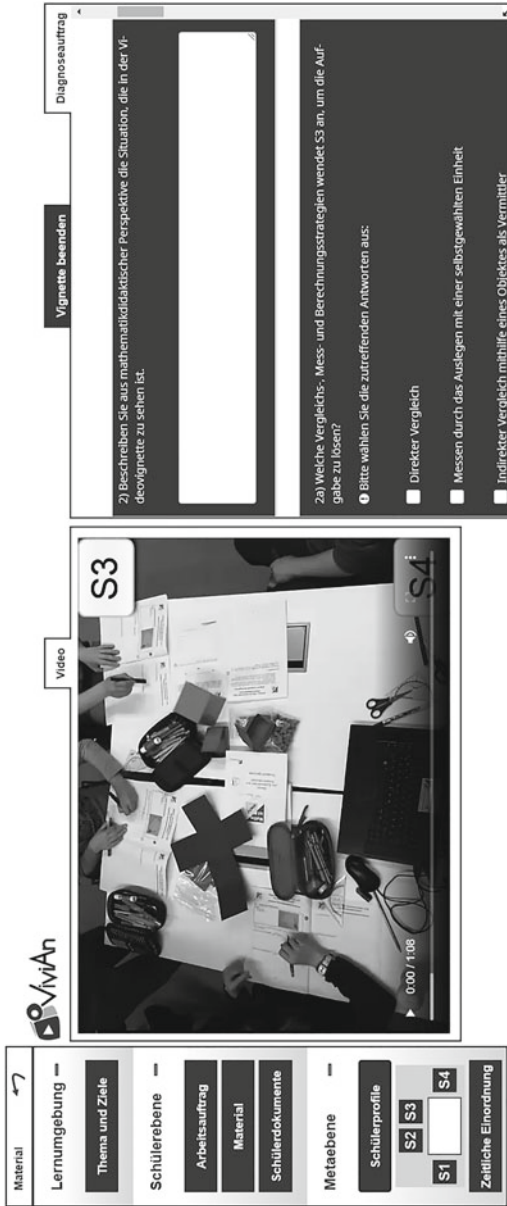 Material
Lernumgebung
Thema und Ziele
Schülerebene
Arbeitsauftrag
Material
Schülerdokumente
Metaebene
Schülerprofile
S2 S3
S1 S4
Zeitliche Einordnung
ViviAn
Video
S3
S4
0:00 / 1:08
Vignette beenden
Diagnoseauftrag
2) Beschreiben Sie aus mathematikdidaktischer Perspektive die Situation, die in der Vi-
deovignette zu sehen ist.
2a) Welche Vergleichs-, Mess- und Berechnungsstrategien wendet S3 an, um die Auf-
gabe zu lösen?
Bitte wählen Sie die zutreffenden Antworten aus:
Direkter Vergleich
Messen durch das Auslegen mit einer selbstgewählten Einheit
Indirekter Vergleich mithilfe eines Objektes als Vermittler